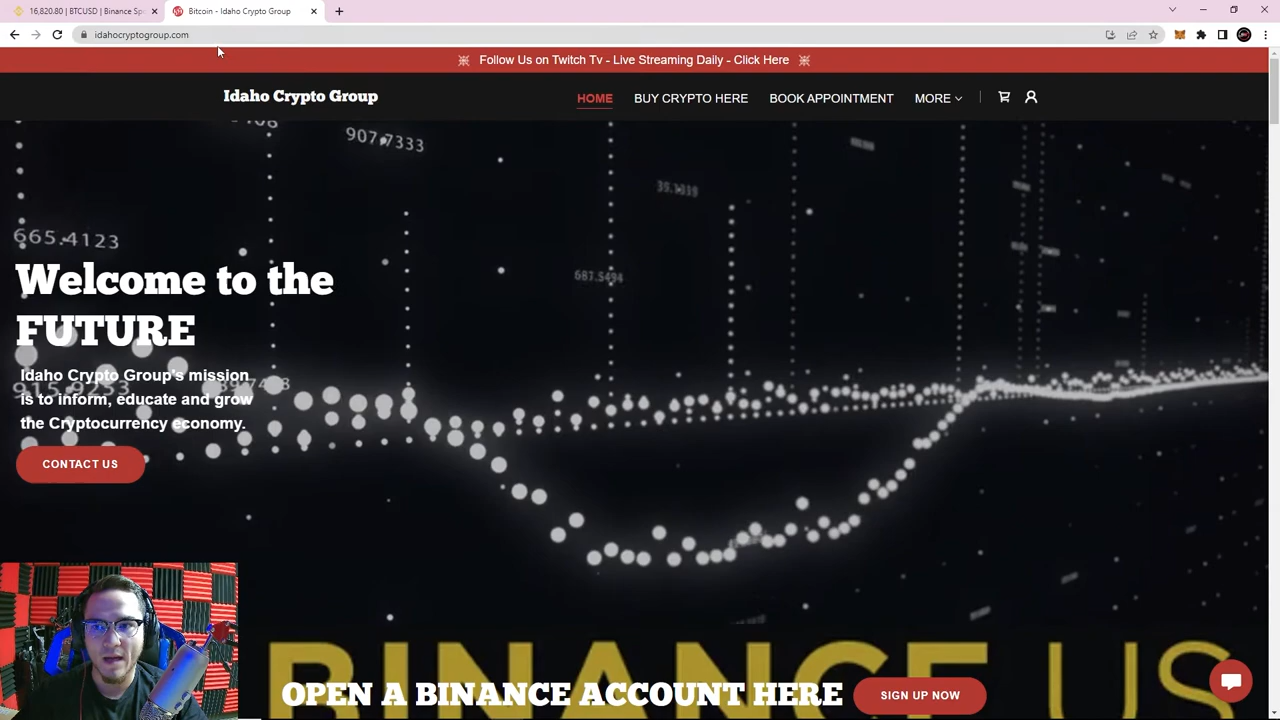 16,820.80 | BTCUSD | Binance Sp
Bitcoin - Idaho Crypto Group
idahocryptogroup.com
Follow Us on Twitch Tv - Live Streaming Daily - Click Here
Idaho Crypto Group
HOME
BUY CRYPTO HERE
BOOK APPOINTMENT
MORE
907.7333
665.4123
687.5494
Welcome to the
FUTURE
915.9253
Idaho Crypto Group's mission
is to inform, educate and grow
the Cryptocurrency economy.
CONTACT US
BINANCE US
OPEN A BINANCE ACCOUNT HERE
SIGN UP NOW